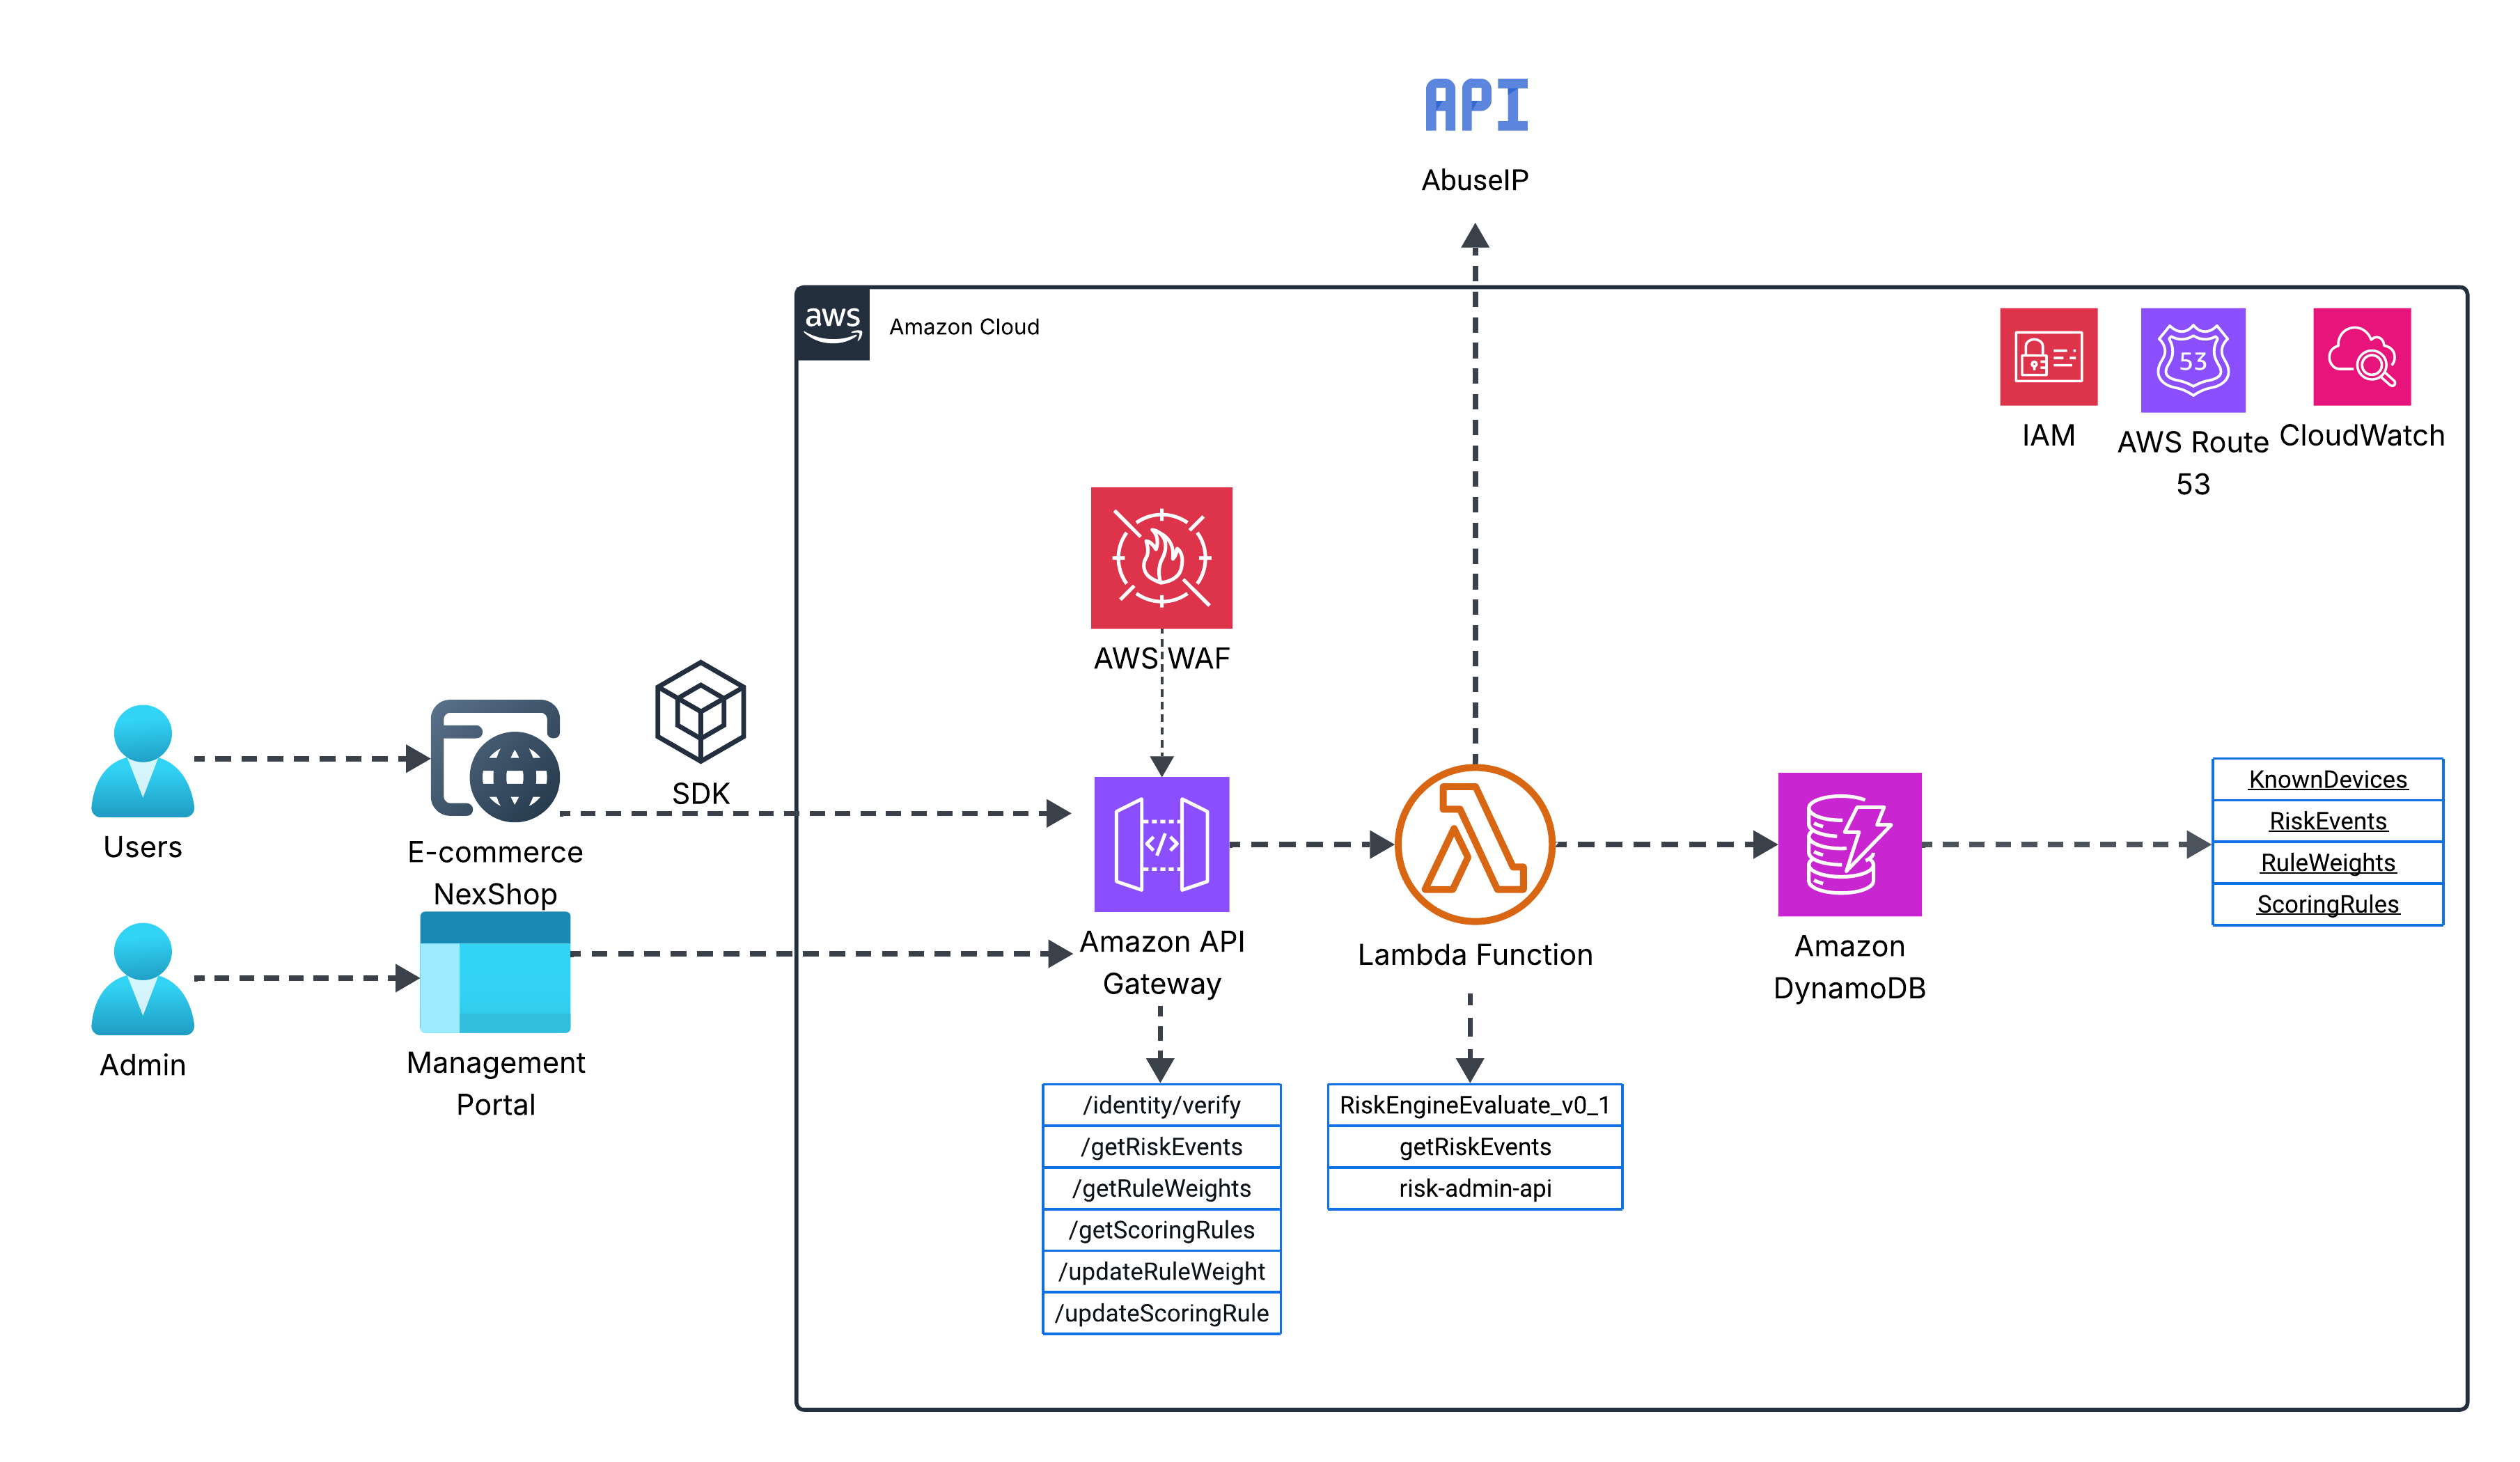 API
AbuseIP
aws
Amazon Cloud
IAM
53
AWS Route
53
CloudWatch
AWS WAF
SDK
Users
E-commerce
NexShop
Admin
Management
Portal
</>
Amazon API
Gateway
Lambda Function
Amazon
DynamoDB
KnownDevices
RiskEvents
RuleWeights
ScoringRules
/identity/verify
/getRiskEvents
/getRuleWeights
/getScoringRules
/updateRuleWeight
/updateScoringRule
RiskEngineEvaluate_v0_1
getRiskEvents
risk-admin-api